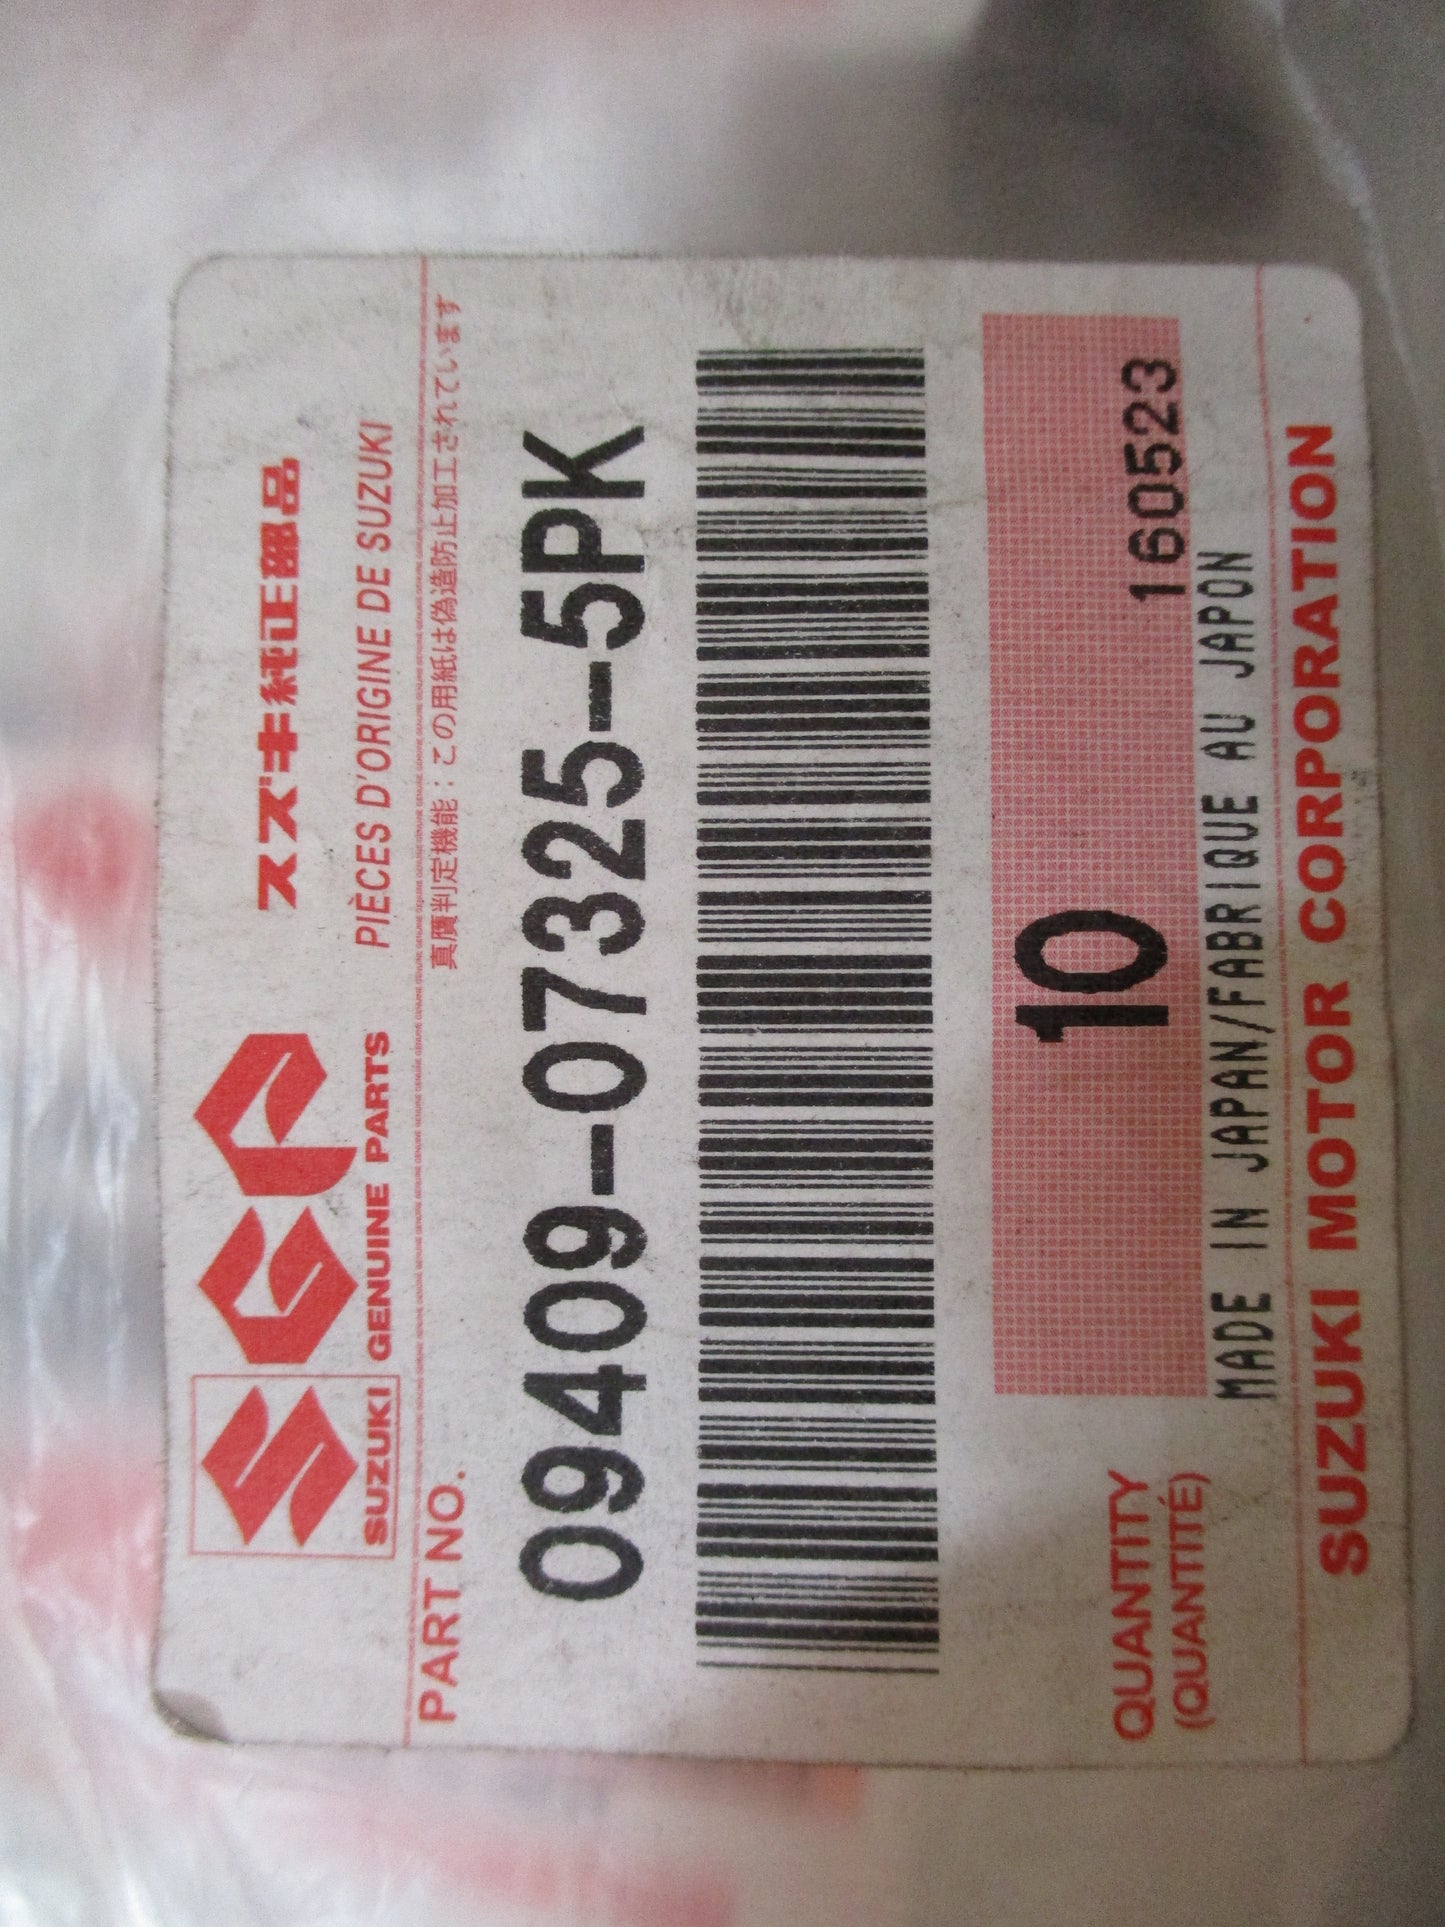 SUZUKI
SGP
SUZUKI GENUINE PARTS
スズキ純正部品
PIÈCES D'ORIGINE DE SUZUKI
PART NO.
真贋判定機能：この用紙は偽造防止加工されています
09409-07325-5PK
QUANTITY
(QUANTITÉ)
10
160523
MADE IN JAPAN/FABRIQUE AU JAPON
SUZUKI MOTOR CORPORATION